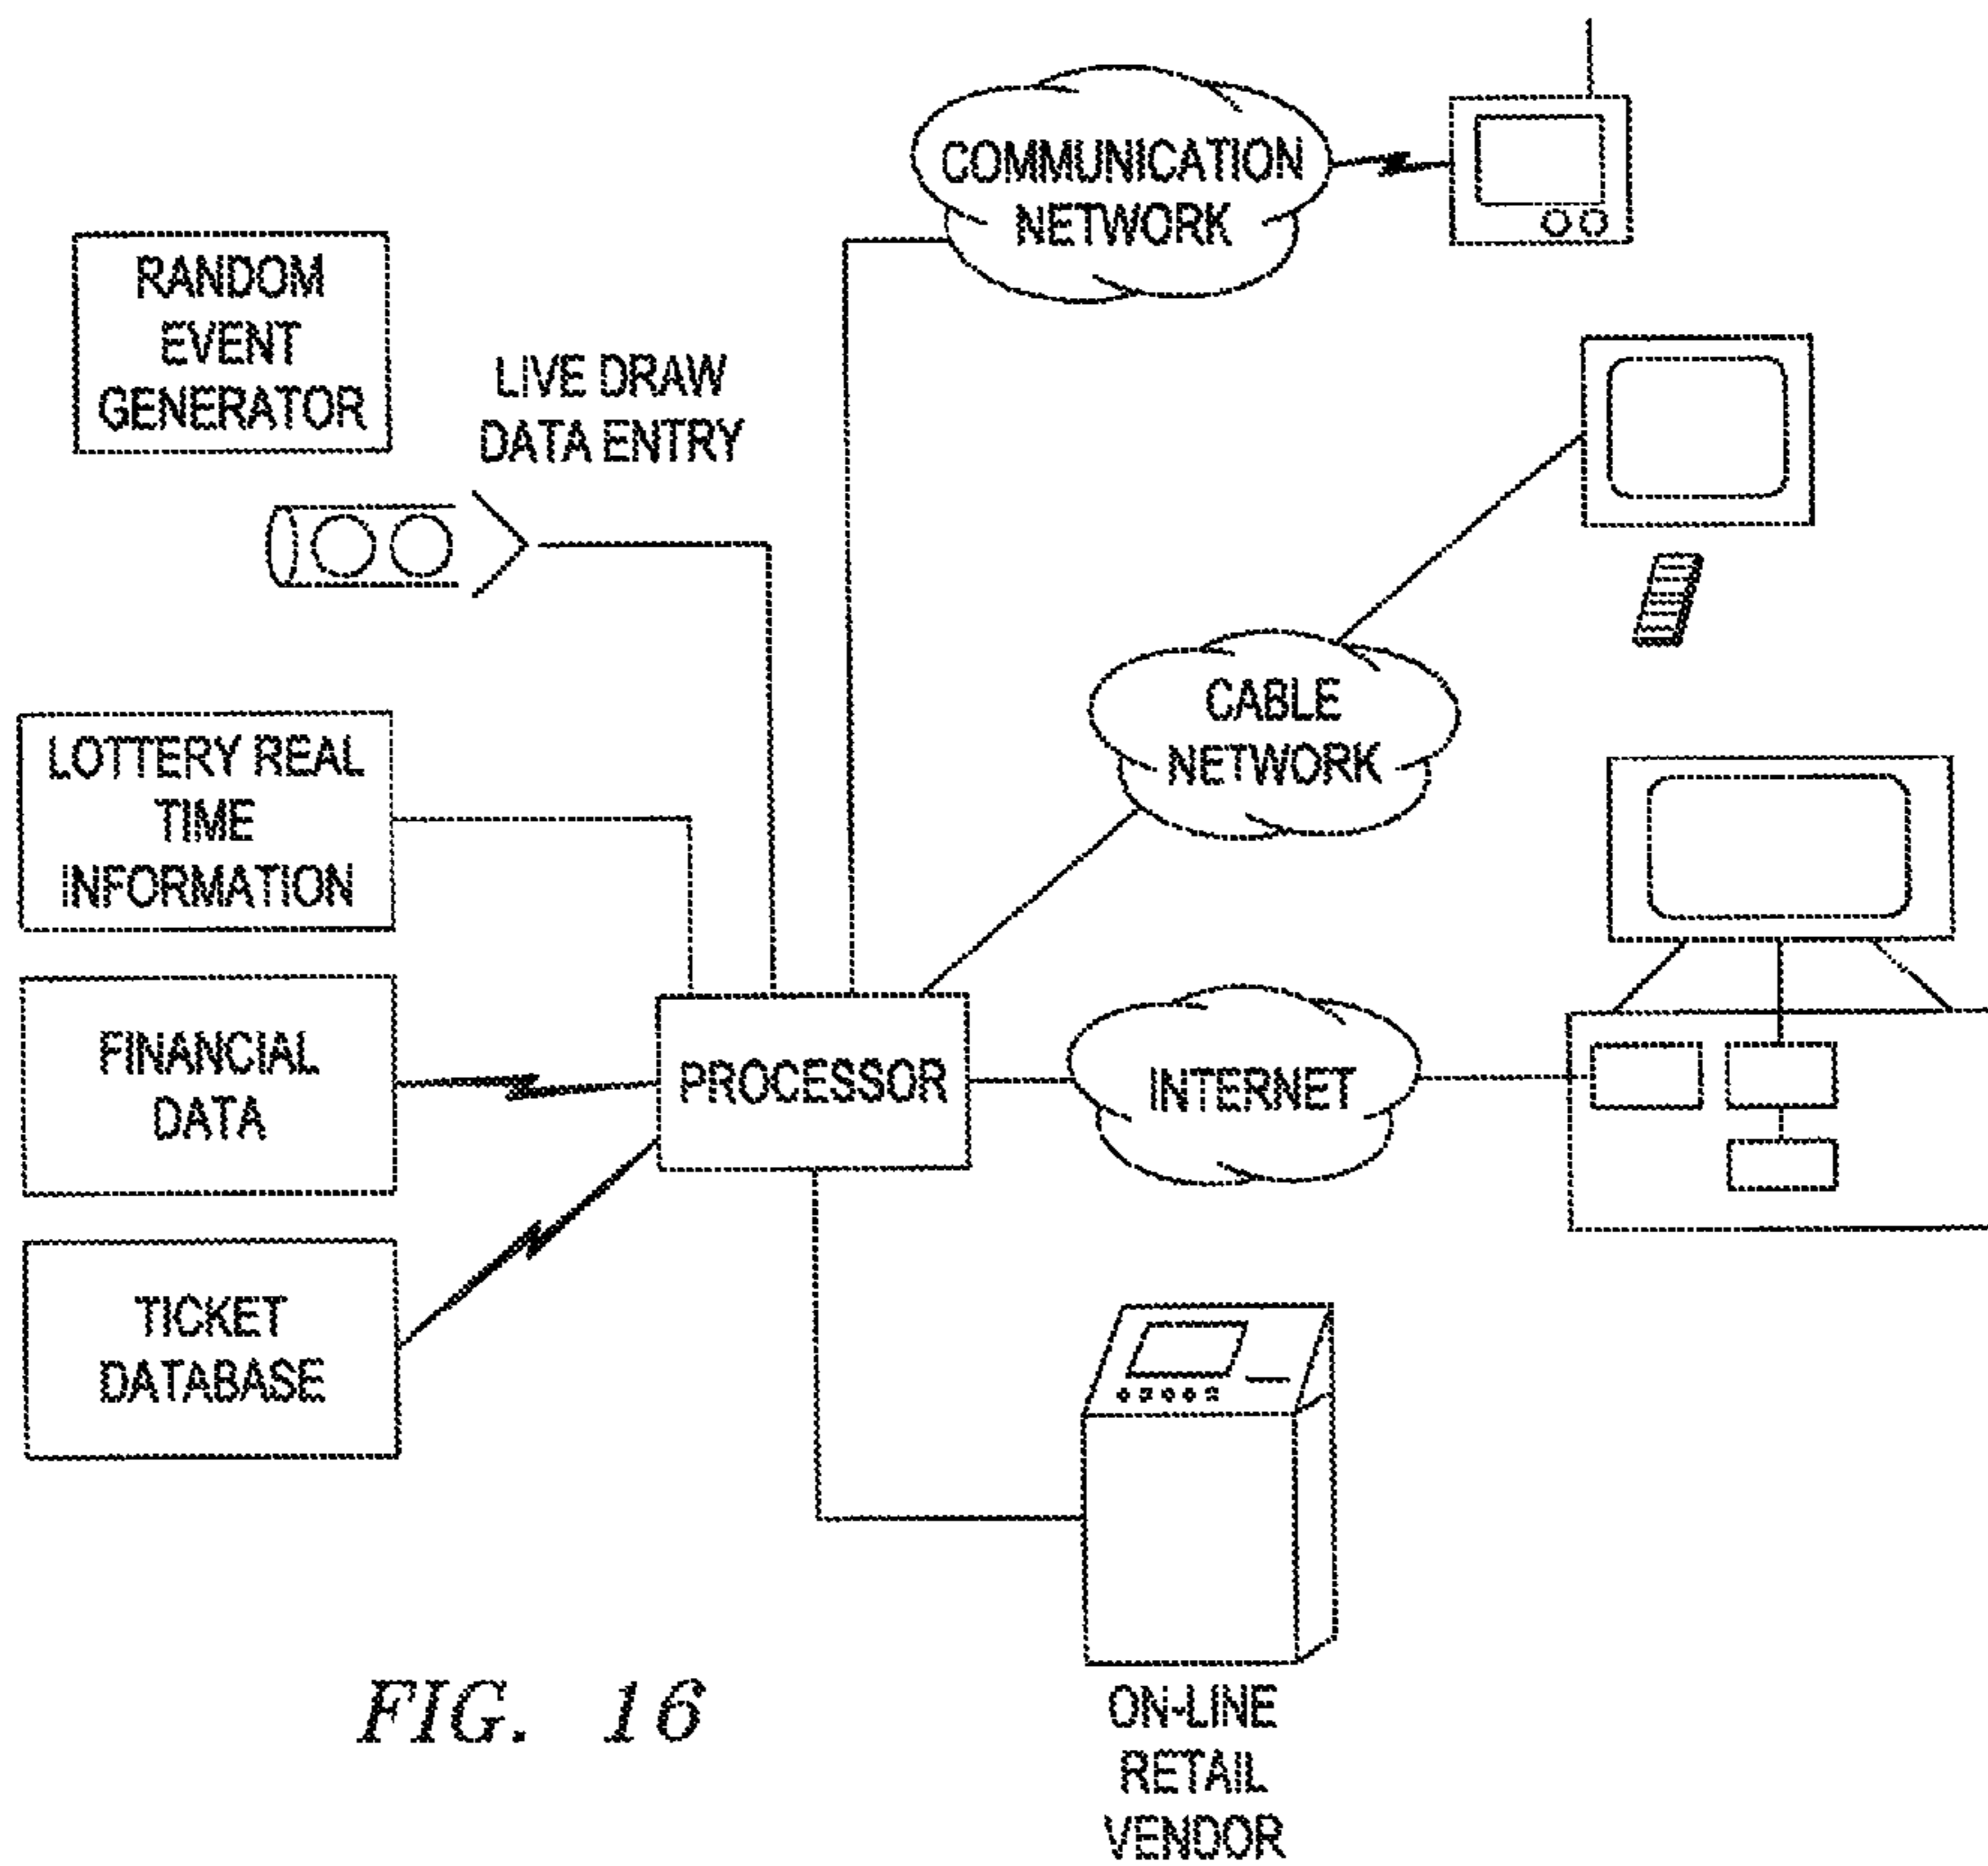 COMMUNICATION
NETWORK
RANDOM
EVENT
GENERATOR
LIVE DRAW
DATA ENTRY
CABLE
NETWORK
LOTTERY REAL
TIME
INFORMATION
FINANCIAL
DATA
PROCESSOR
INTERNET
TICKET
DATABASE
ON-LINE
RETAIL
VENDOR
FIG. 16